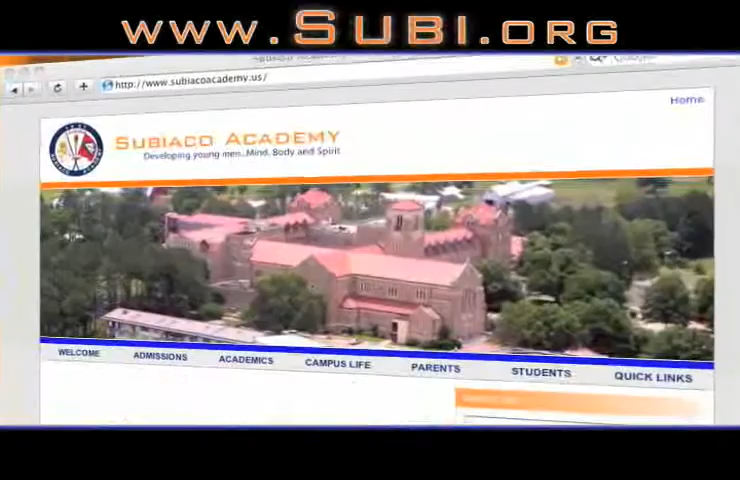 www.Subi.org
http://www.subiacoacademy.us/
Home
Subiaco Academy
Developing young men...Mind, Body and Spirit
WELCOME ADMISSIONS ACADEMICS CAMPUS LIFE PARENTS STUDENTS QUICK LINKS